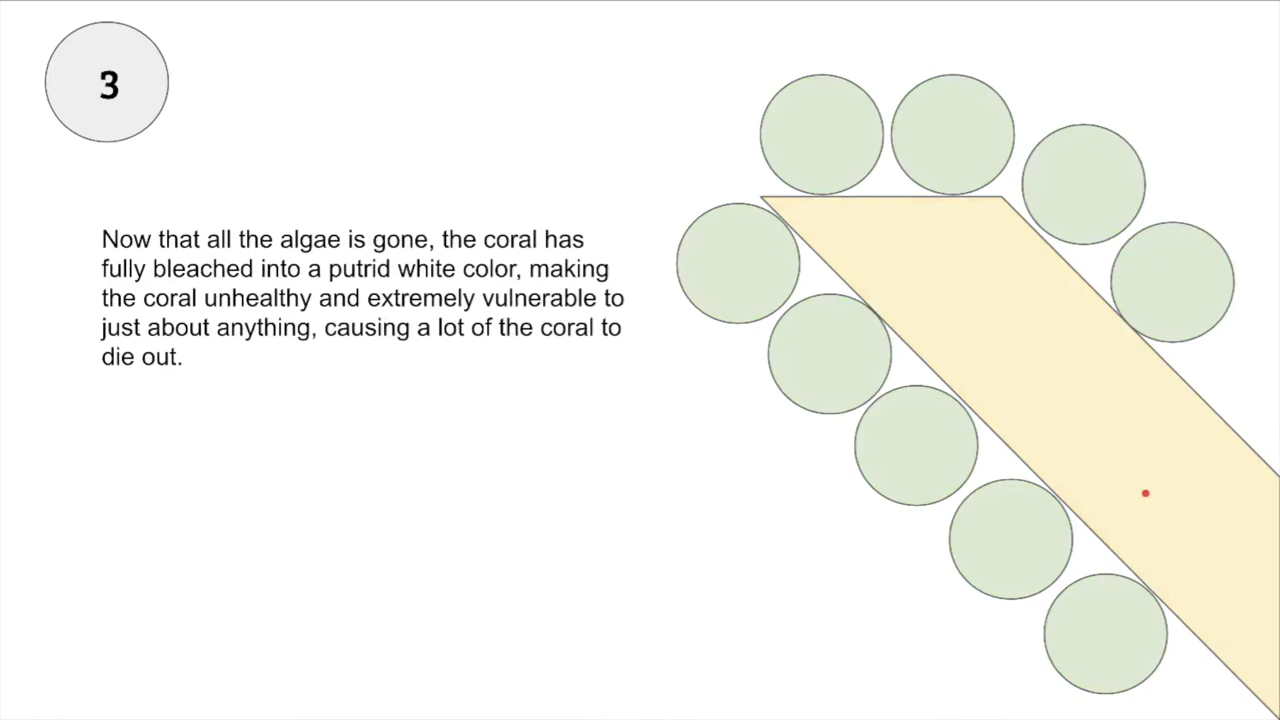 3
Now that all the algae is gone, the coral has
fully bleached into a putrid white color, making
the coral unhealthy and extremely vulnerable to
just about anything, causing a lot of the coral to
die out.